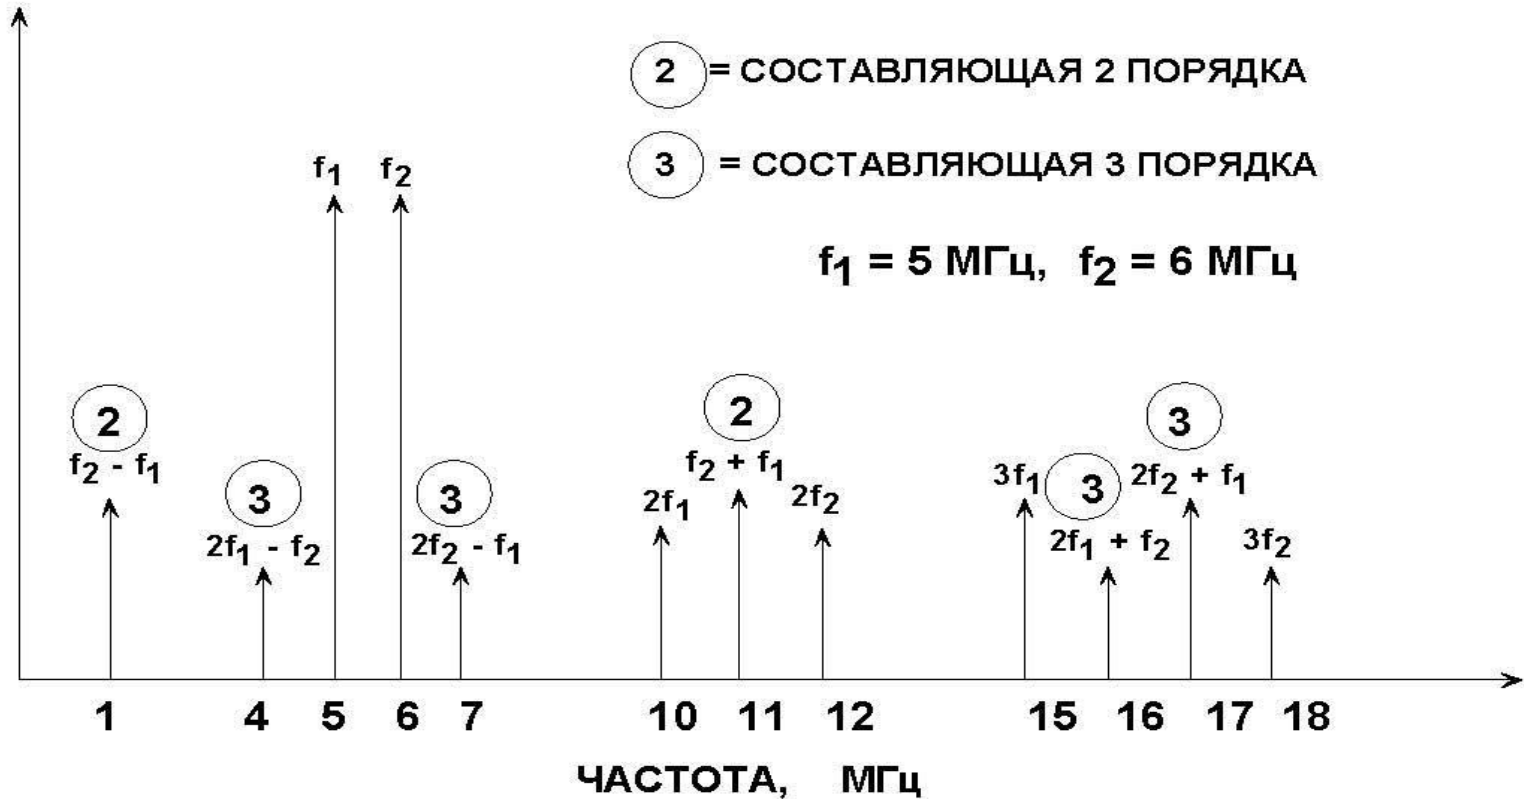 2 = СОСТАВЛЯЮЩАЯ 2 ПОРЯДКА
3 = СОСТАВЛЯЮЩАЯ 3 ПОРЯДКА
f₁ f₂
f₁ = 5 МГц, f₂ = 6 МГц
2
f₂ - f₁
3
2f₁ - f₂
3
2f₂ - f₁
2f₁
2
f₂ + f₁
2f₂
3f₁
3
2f₁ + f₂
3
2f₂ + f₁
3f₂
1 4 5 6 7 10 11 12 15 16 17 18
ЧАСТОТА, МГц